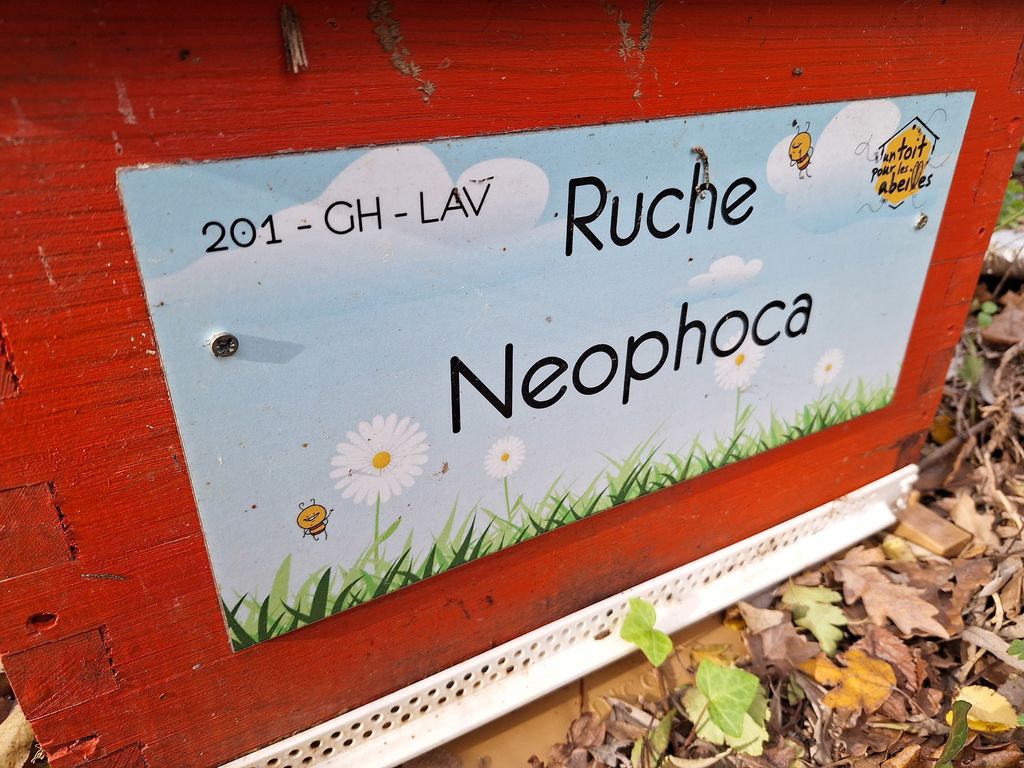 201 - GH - LAV
Ruche
Neophoca
Un toit
pour les
abeilles